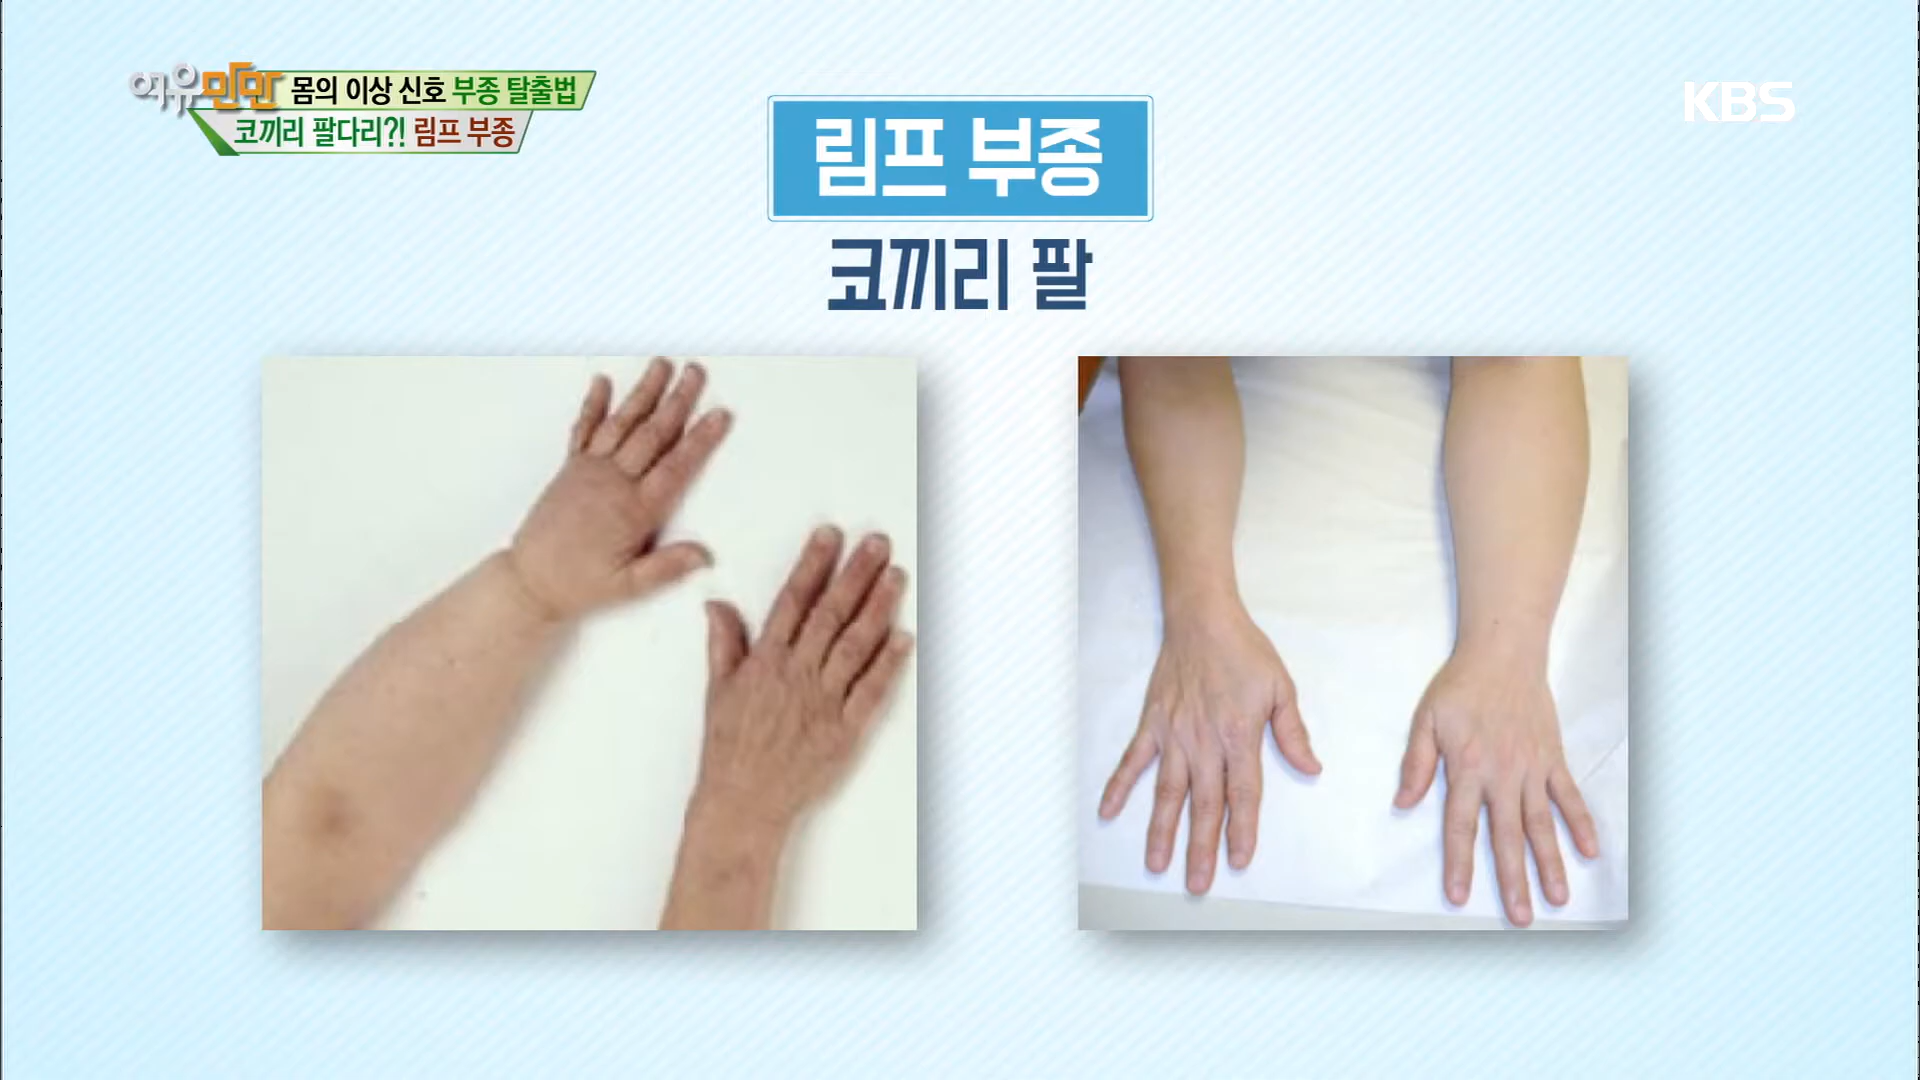 여유만만 몸의 이상 신호 부종 탈출법
코끼리 팔다리?! 림프 부종
KBS
림프 부종
코끼리 팔